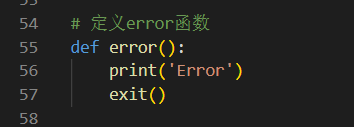 54 # 定义error函数
55 def error():
56     print('Error')
57     exit()
58